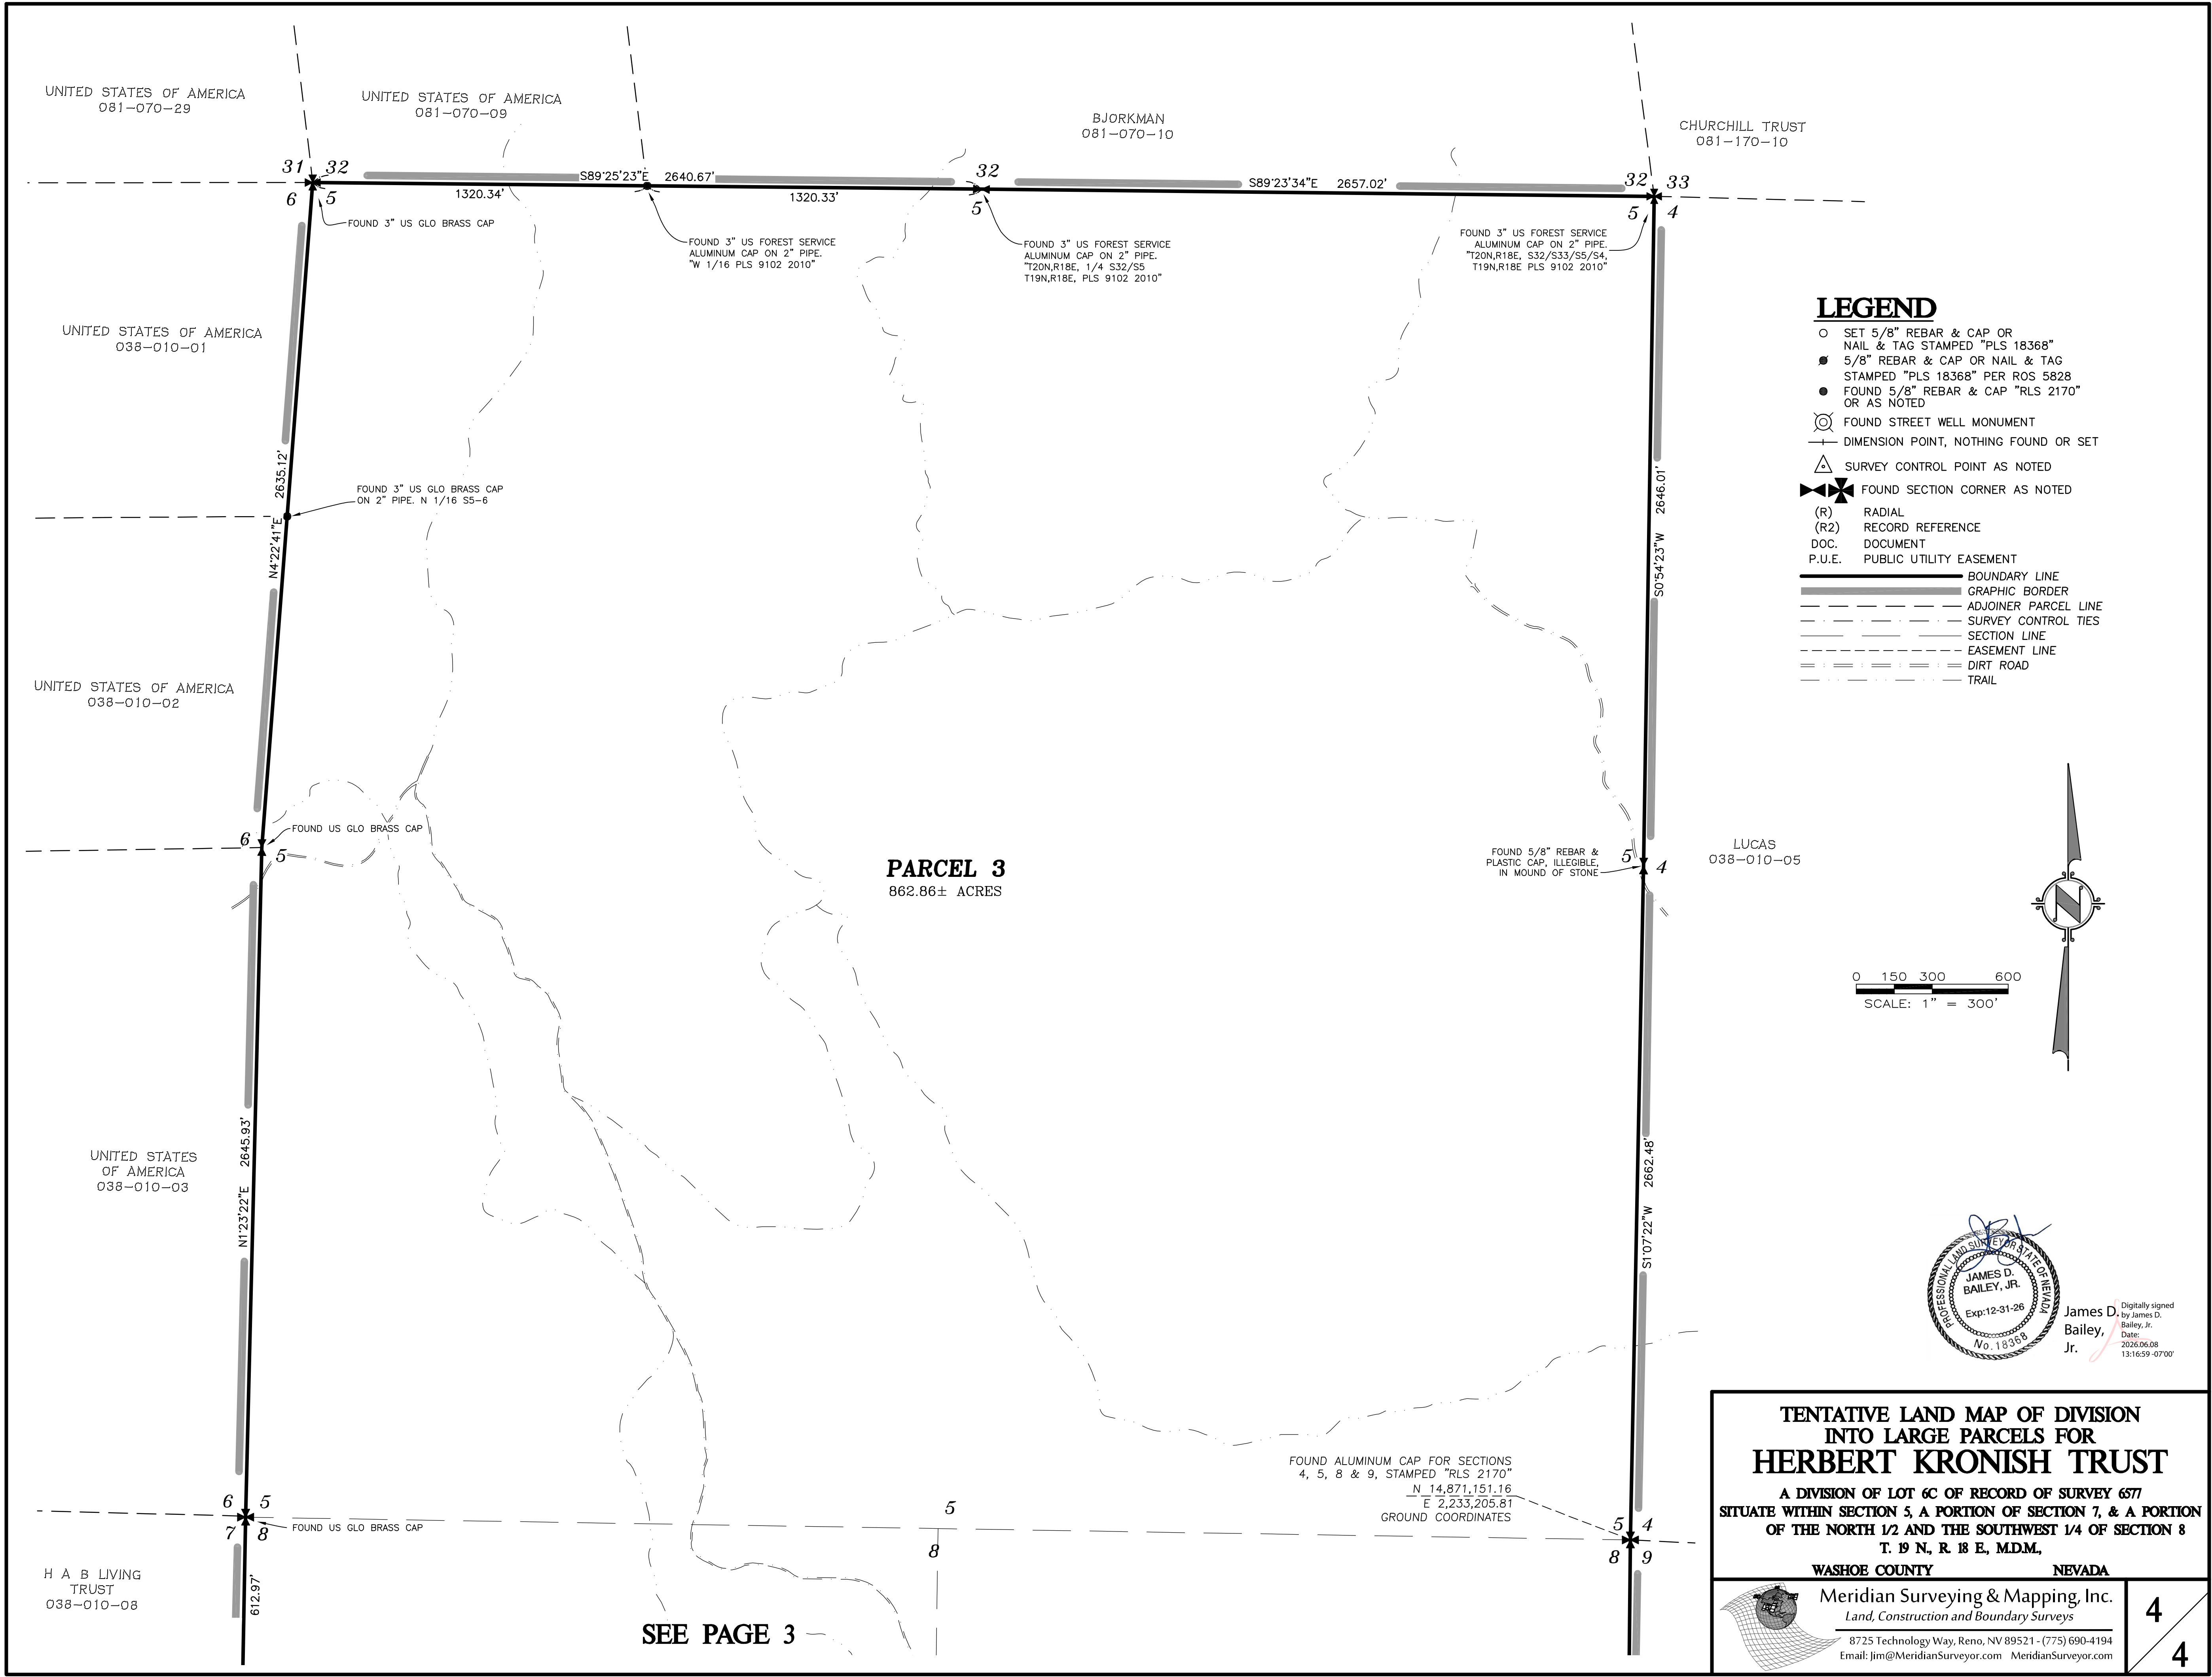 UNITED STATES OF AMERICA
081-070-29
UNITED STATES OF AMERICA
081-070-09
BJORKMAN
081-070-10
CHURCHILL TRUST
081-170-10
31 32
6 5
S89°25'23"E 2640.67'
1320.34'
1320.33'
32
5
S89°23'34"E 2657.02'
32 33
5 4
FOUND 3" US GLO BRASS CAP
FOUND 3" US FOREST SERVICE
ALUMINUM CAP ON 2" PIPE.
"W 1/16 PLS 9102 2010"
FOUND 3" US FOREST SERVICE
ALUMINUM CAP ON 2" PIPE.
"T20N,R18E, 1/4 S32/S5
T19N,R18E, PLS 9102 2010"
FOUND 3" US FOREST SERVICE
ALUMINUM CAP ON 2" PIPE.
"T20N,R18E, S32/S33/S5/S4,
T19N,R18E PLS 9102 2010"
UNITED STATES OF AMERICA
038-010-01
N4°22'41"E 2635.12'
FOUND 3" US GLO BRASS CAP
ON 2" PIPE. N 1/16 S5-6
UNITED STATES OF AMERICA
038-010-02
S0°54'23"W 2646.01'
LEGEND
SET 5/8" REBAR & CAP OR
NAIL & TAG STAMPED "PLS 18368"
5/8" REBAR & CAP OR NAIL & TAG
STAMPED "PLS 18368" PER ROS 5828
FOUND 5/8" REBAR & CAP "RLS 2170"
OR AS NOTED
FOUND STREET WELL MONUMENT
DIMENSION POINT, NOTHING FOUND OR SET
SURVEY CONTROL POINT AS NOTED
FOUND SECTION CORNER AS NOTED
(R) RADIAL
(R2) RECORD REFERENCE
DOC. DOCUMENT
P.U.E. PUBLIC UTILITY EASEMENT
BOUNDARY LINE
GRAPHIC BORDER
ADJOINER PARCEL LINE
SURVEY CONTROL TIES
SECTION LINE
EASEMENT LINE
DIRT ROAD
TRAIL
6
5
FOUND US GLO BRASS CAP
PARCEL 3
862.86± ACRES
FOUND 5/8" REBAR &
PLASTIC CAP, ILLEGIBLE,
IN MOUND OF STONE
5
4
LUCAS
038-010-05
N
0 150 300 600
SCALE: 1" = 300'
UNITED STATES
OF AMERICA
038-010-03
N1°23'22"E 2645.93'
S1°07'22"W 2662.48'
PROFESSIONAL LAND SURVEYOR STATE OF NEVADA
JAMES D.
BAILEY, JR.
Exp:12-31-26
No. 18368
James D.
Bailey,
Jr.
Digitally signed
by James D.
Bailey, Jr.
Date:
2026.06.08
13:16:59 -07'00'
FOUND ALUMINUM CAP FOR SECTIONS
4, 5, 8 & 9, STAMPED "RLS 2170"
N 14,871,151.16
E 2,233,205.81
GROUND COORDINATES
6 5
7 8
FOUND US GLO BRASS CAP
5
8
5 4
8 9
H A B LIVING
TRUST
038-010-08
612.97'
SEE PAGE 3
TENTATIVE LAND MAP OF DIVISION
INTO LARGE PARCELS FOR
HERBERT KRONISH TRUST
A DIVISION OF LOT 6C OF RECORD OF SURVEY 6577
SITUATE WITHIN SECTION 5, A PORTION OF SECTION 7, & A PORTION
OF THE NORTH 1/2 AND THE SOUTHWEST 1/4 OF SECTION 8
T. 19 N., R. 18 E., M.D.M.,
WASHOE COUNTY NEVADA
Meridian Surveying & Mapping, Inc.
Land, Construction and Boundary Surveys
8725 Technology Way, Reno, NV 89521 - (775) 690-4194
Email: Jim@MeridianSurveyor.com MeridianSurveyor.com
4
4